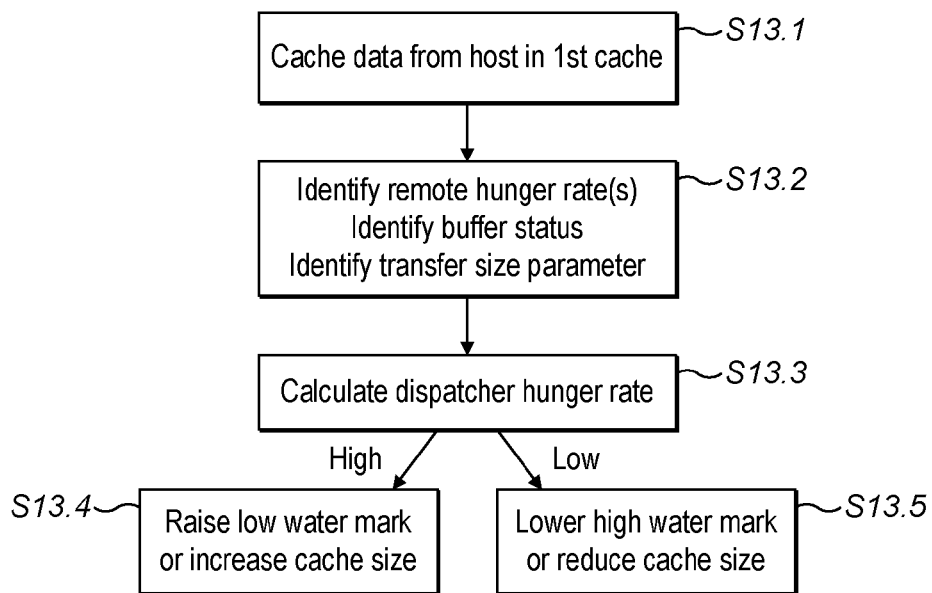 Cache data from host in 1st cache
S13.1
Identify remote hunger rate(s)
Identify buffer status
Identify transfer size parameter
S13.2
Calculate dispatcher hunger rate
S13.3
High
Low
S13.4
Raise low water mark
or increase cache size
Lower high water mark
or reduce cache size
S13.5